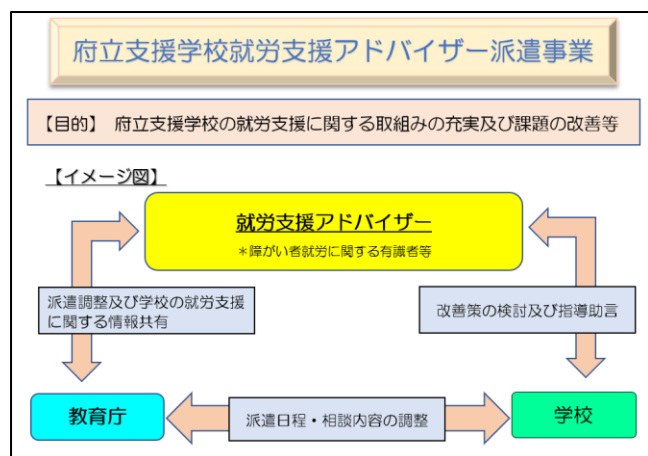 府立支援学校就労支援アドバイザー派遣事業
【目的】 府立支援学校の就労支援に関する取組みの充実及び課題の改善等
【イメージ図】
就労支援アドバイザー
＊障がい者就労に関する有識者等
派遣調整及び学校の就労支援
に関する情報共有
改善策の検討及び指導助言
教育庁
派遣日程・相談内容の調整
学校